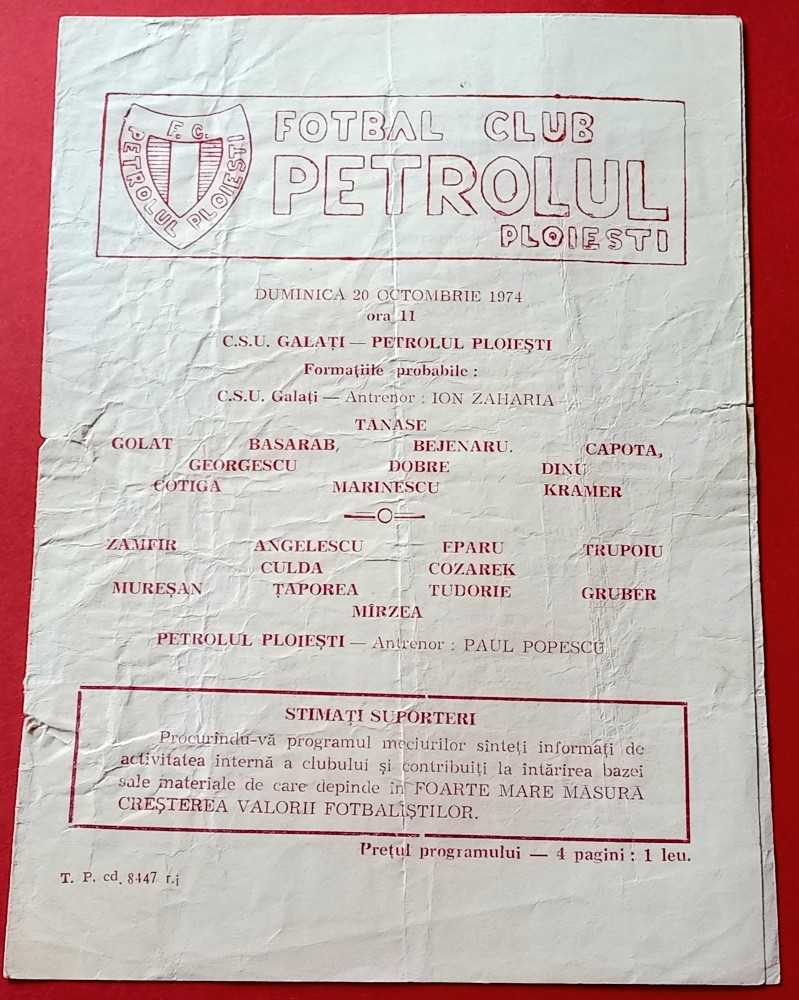 F. C.
PETROLUL PLOIESTI
FOTBAL CLUB
PETROLUL
PLOIESTI
DUMINICĂ 20 OCTOMBRIE 1974
ora 11
C.S.U. GALAȚI — PETROLUL PLOIEȘTI
Formațiile probabile :
C.S.U. Galați — Antrenor : ION ZAHARIA
TĂNASE
GOLAT BASARAB, BEJENARU. CAPOTA,
GEORGESCU DOBRE DINU
COTIGA MARINESCU KRAMER
ZAMFIR ANGELESCU EPARU TRUPOIU
CULDA COZAREK
MUREȘAN ȚAPOREA TUDORIE GRUBER
MÎRZEA
PETROLUL PLOIEȘTI — Antrenor : PAUL POPESCU
STIMAȚI SUPORTERI
Procurîndu-vă programul meciurilor sînteți informați de
activitatea internă a clubului și contribuiți la întărirea bazei
sale materiale de care depinde în FOARTE MARE MĂSURĂ
CREȘTEREA VALORII FOTBALIȘTILOR.
Prețul programului — 4 pagini : 1 leu.
T. P. cd. 8447 r.i